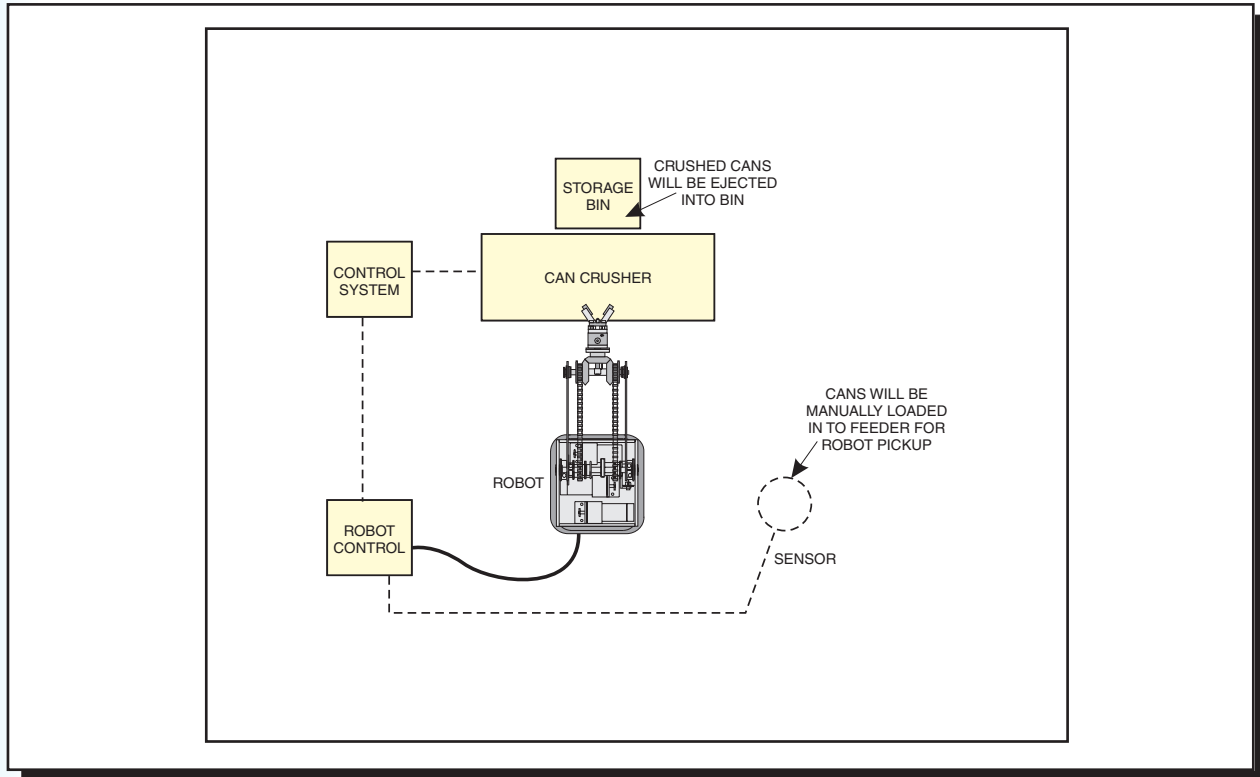 CRUSHED CANS
WILL BE EJECTED
INTO BIN
STORAGE
BIN
CONTROL
SYSTEM
CAN CRUSHER
CANS WILL BE
MANUALLY LOADED
IN TO FEEDER FOR
ROBOT PICKUP
ROBOT
ROBOT
CONTROL
SENSOR